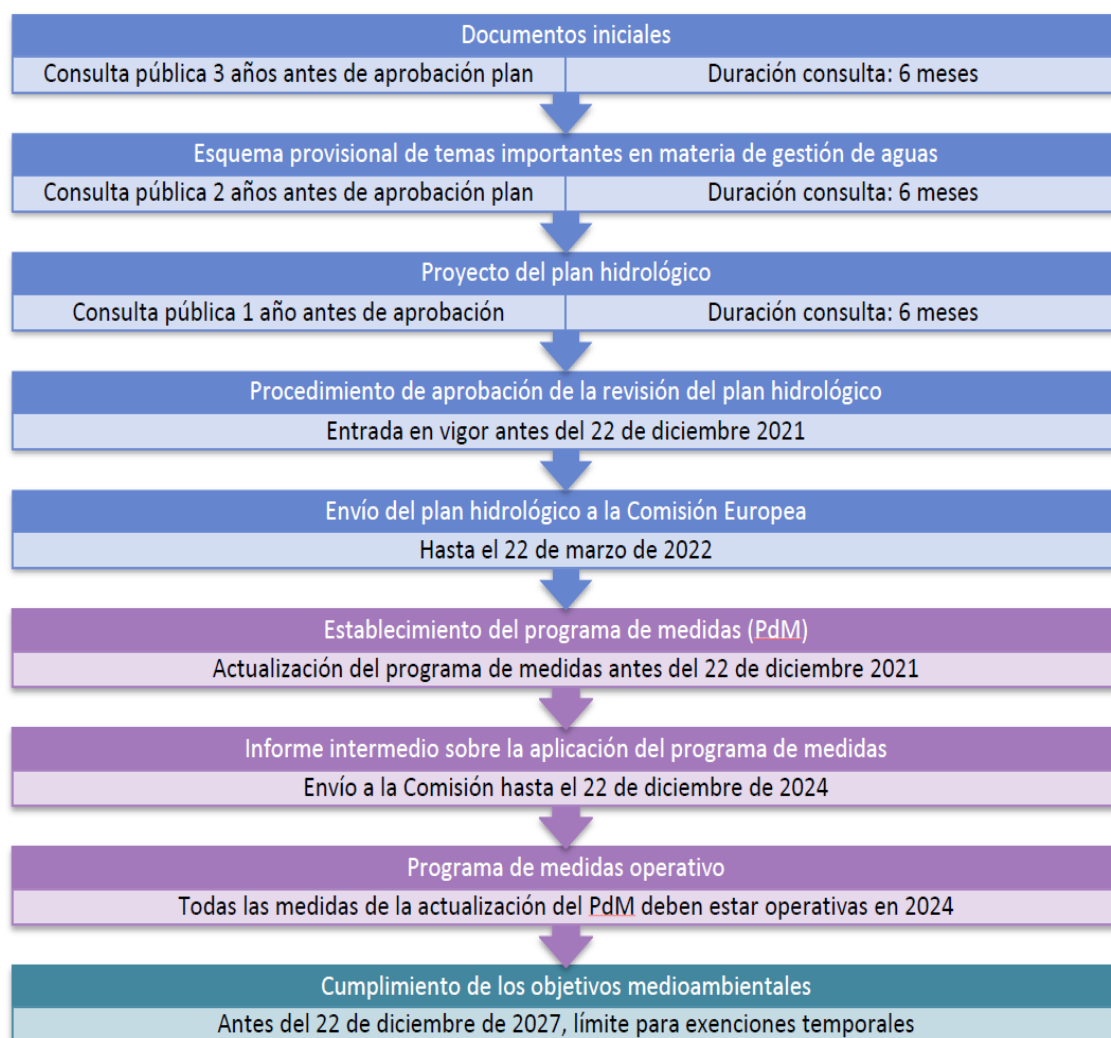 Documentos iniciales
Consulta pública 3 años antes de aprobación plan
Duración consulta: 6 meses
Esquema provisional de temas importantes en materia de gestión de aguas
Consulta pública 2 años antes de aprobación plan
Duración consulta: 6 meses
Proyecto del plan hidrológico
Consulta pública 1 año antes de aprobación
Duración consulta: 6 meses
Procedimiento de aprobación de la revisión del plan hidrológico
Entrada en vigor antes del 22 de diciembre 2021
Envío del plan hidrológico a la Comisión Europea
Hasta el 22 de marzo de 2022
Establecimiento del programa de medidas (PdM)
Actualización del programa de medidas antes del 22 de diciembre 2021
Informe intermedio sobre la aplicación del programa de medidas
Envío a la Comisión hasta el 22 de diciembre de 2024
Programa de medidas operativo
Todas las medidas de la actualización del PdM deben estar operativas en 2024
Cumplimiento de los objetivos medioambientales
Antes del 22 de diciembre de 2027, límite para exenciones temporales